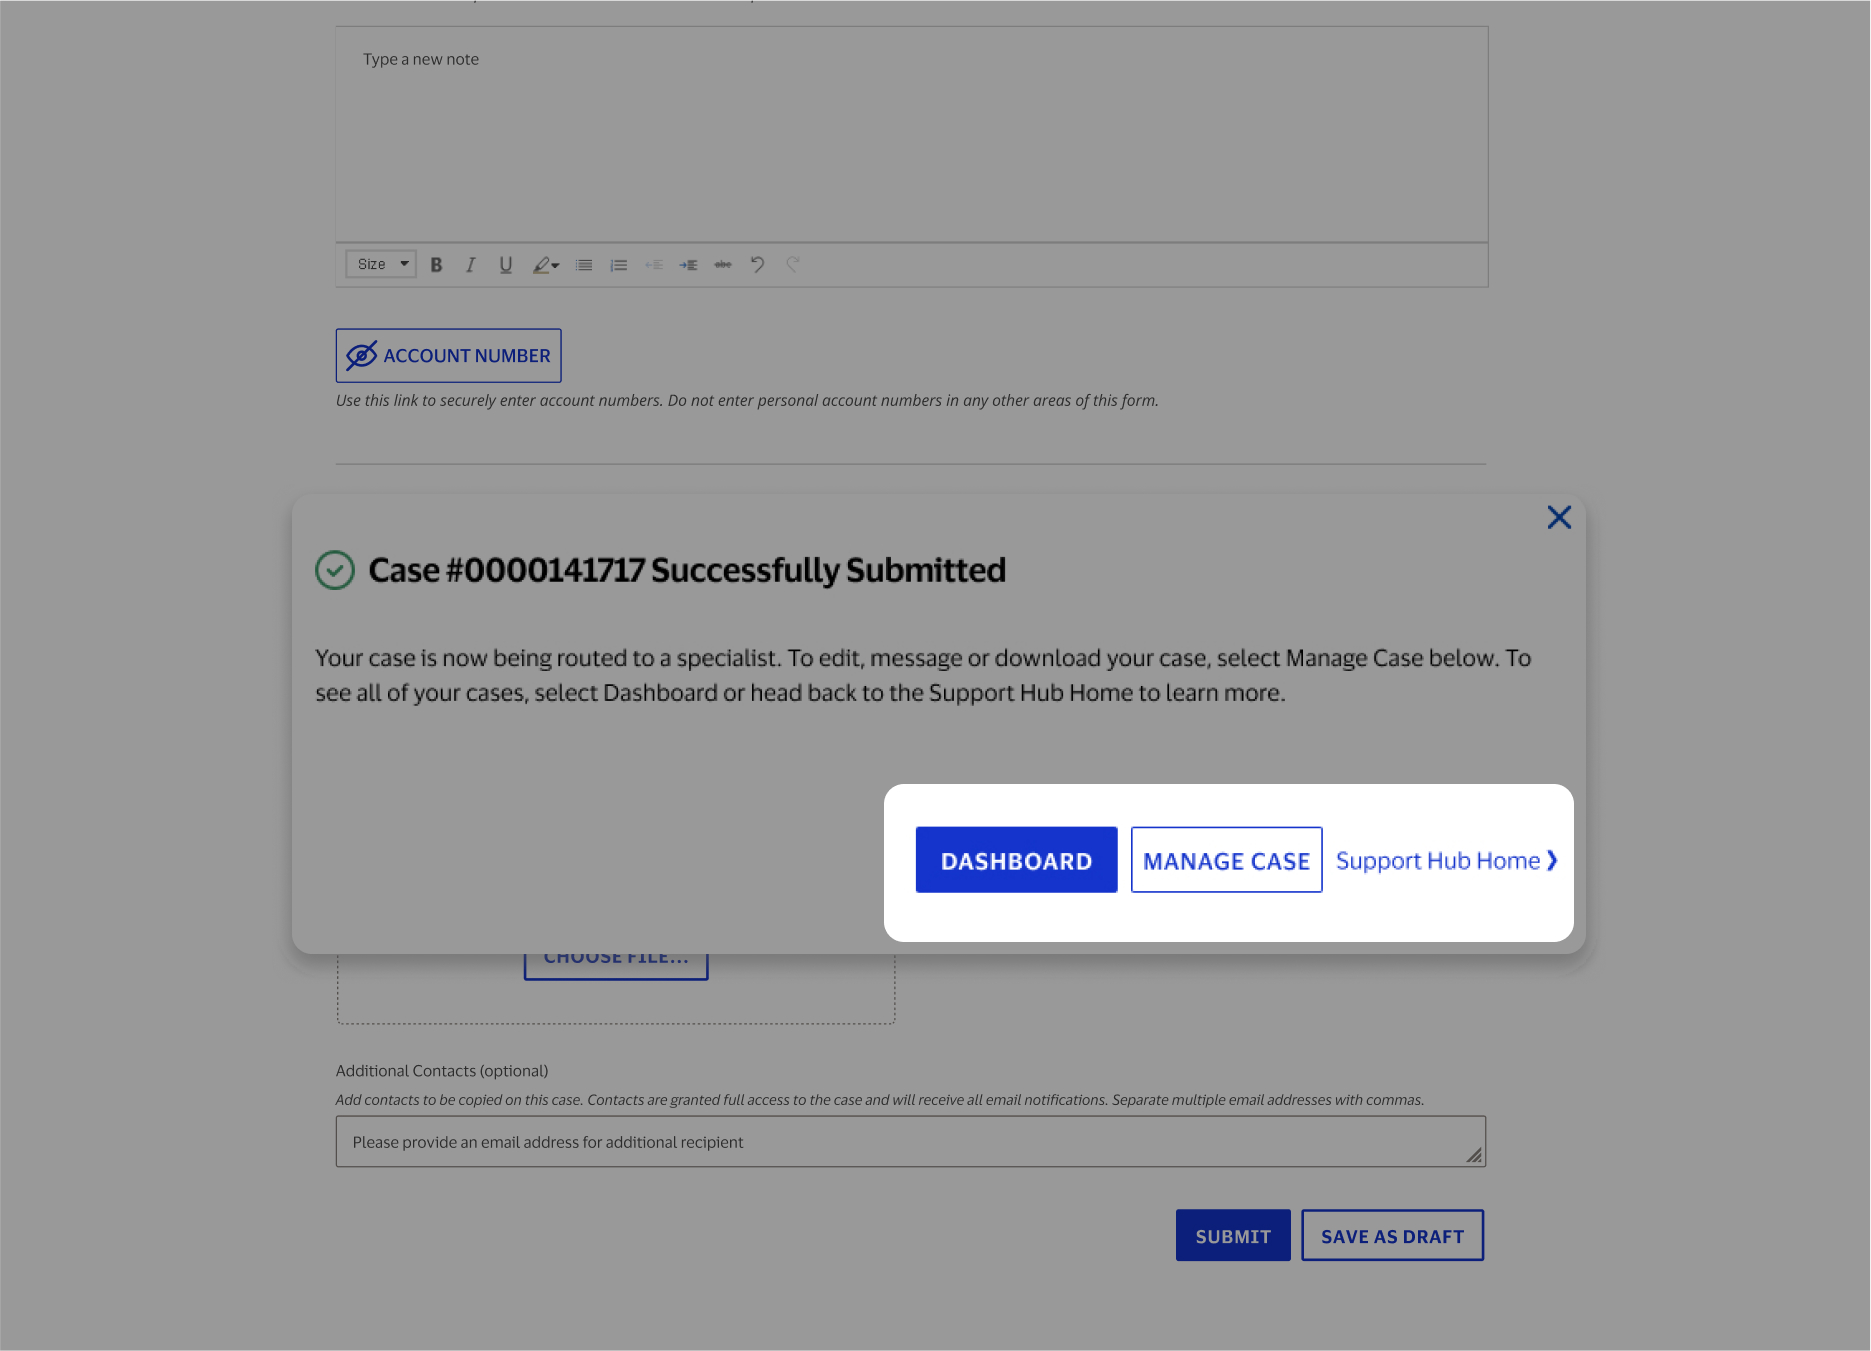 Type a new note
Size B I U abc
ACCOUNT NUMBER
Use this link to securely enter account numbers. Do not enter personal account numbers in any other areas of this form.
Case #0000141717 Successfully Submitted
Your case is now being routed to a specialist. To edit, message or download your case, select Manage Case below. To
see all of your cases, select Dashboard or head back to the Support Hub Home to learn more.
DASHBOARD MANAGE CASE Support Hub Home ❯
CHOOSE FILE...
Additional Contacts (optional)
Add contacts to be copied on this case. Contacts are granted full access to the case and will receive all email notifications. Separate multiple email addresses with commas.
Please provide an email address for additional recipient
SUBMIT SAVE AS DRAFT